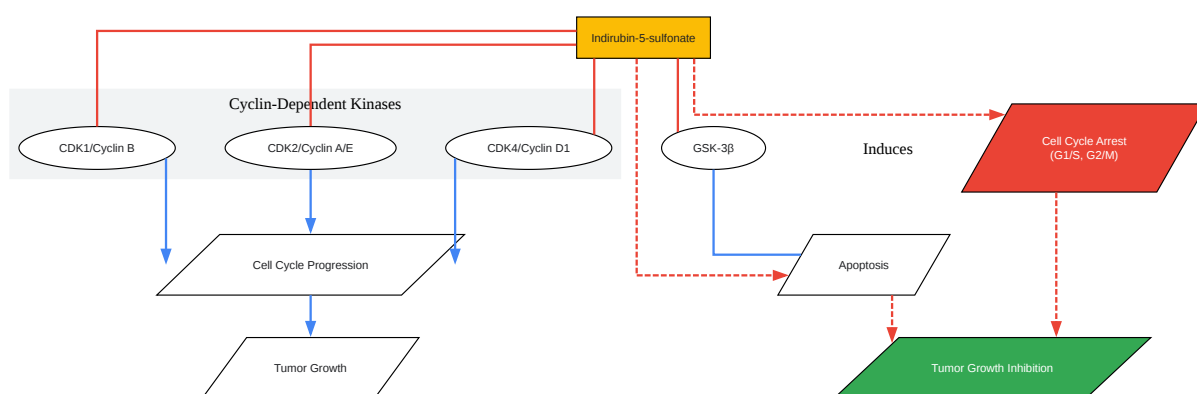 Indirubin-5-sulfonate
Cyclin-Dependent Kinases
CDK1/Cyclin B
CDK2/Cyclin A/E
CDK4/Cyclin D1
GSK-3β
Induces
Cell Cycle Arrest
(G1/S, G2/M)
Cell Cycle Progression
Apoptosis
Tumor Growth
Tumor Growth Inhibition